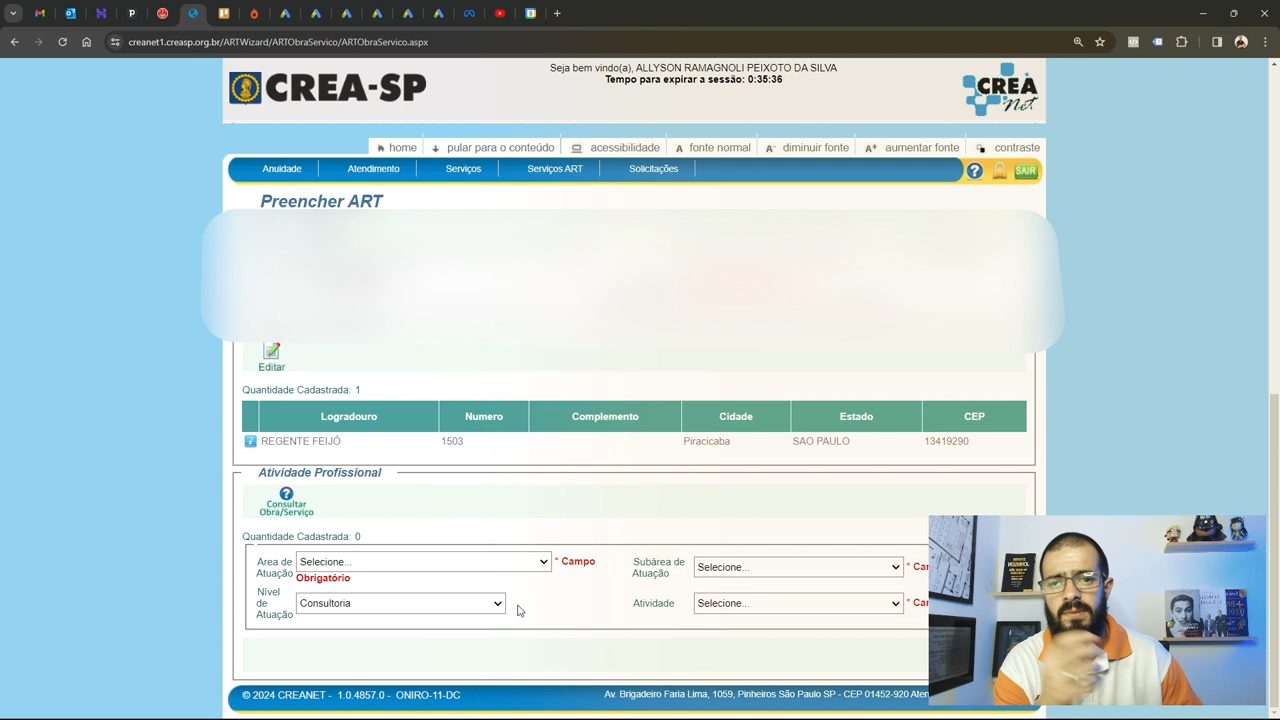 creanet1.creasp.org.br/ARTWizard/ARTObraServico/ARTObraServico.aspx
CREA-SP
Seja bem vindo(a), ALLYSON RAMAGNOLI PEIXOTO DA SILVA
Tempo para expirar a sessão: 0:35:36
CREA
Net
home pular para o conteúdo acessibilidade A fonte normal A- diminuir fonte A+ aumentar fonte contraste
Anuidade Atendimento Serviços Serviços ART Solicitações ? SAIR
Preencher ART
Editar
Quantidade Cadastrada: 1
Logradouro Numero Complemento Cidade Estado CEP
REGENTE FEIJÓ 1503 Piracicaba SAO PAULO 13419290
Atividade Profissional
Consultar
Obra/Serviço
Quantidade Cadastrada: 0
Area de Atuação Selecione... * Campo Obrigatório Subárea de Atuação Selecione... * Car
Nível de Atuação Consultoria Atividade Selecione... * Car
© 2024 CREANET - 1.0.4857.0 - ONIRO-11-DC Av. Brigadeiro Faria Lima, 1059, Pinheiros São Paulo SP - CEP 01452-920 Aten